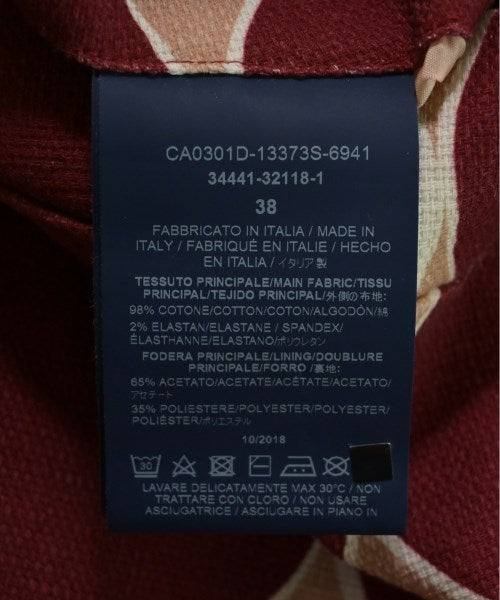 CA0301D-13373S-6941
34441-32118-1
38
FABBRICATO IN ITALIA / MADE IN
ITALY / FABRIQUÉ EN ITALIE / HECHO
EN ITALIA / イタリア製
TESSUTO PRINCIPALE/MAIN FABRIC/TISSU
PRINCIPAL/TEJIDO PRINCIPAL/外側の布地:
98% COTONE/COTTON/COTON/ALGODÓN/綿
2% ELASTAN/ELASTANE / SPANDEX/
ÉLASTHANNE/ELASTANO/ポリウレタン
FODERA PRINCIPALE/LINING/DOUBLURE
PRINCIPALE/FORRO /裏地:
65% ACETATO/ACETATE/ACÉTATE/ACETATO/
アセテート
35% POLIESTERE/POLYESTER/POLYESTER/
POLIÉSTER/ポリエステル
10/2018
30
LAVARE DELICATAMENTE MAX 30°C / NON
TRATTARE CON CLORO / NON USARE
ASCIUGATRICE / ASCIUGARE IN PIANO IN